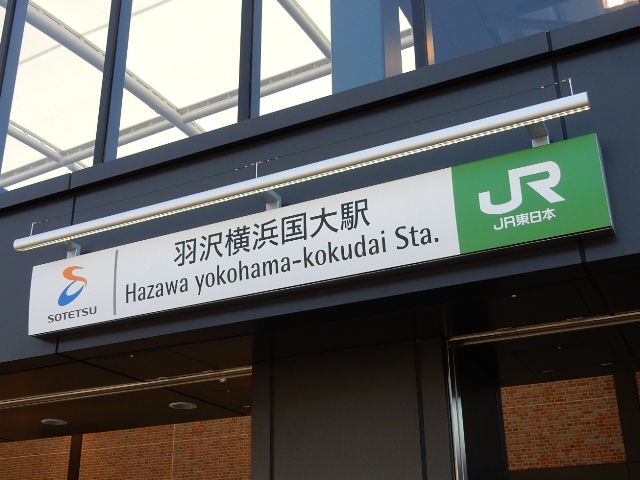 SOTETSU
羽沢横浜国大駅
Hazawa yokohama-kokudai Sta.
JR
JR東日本